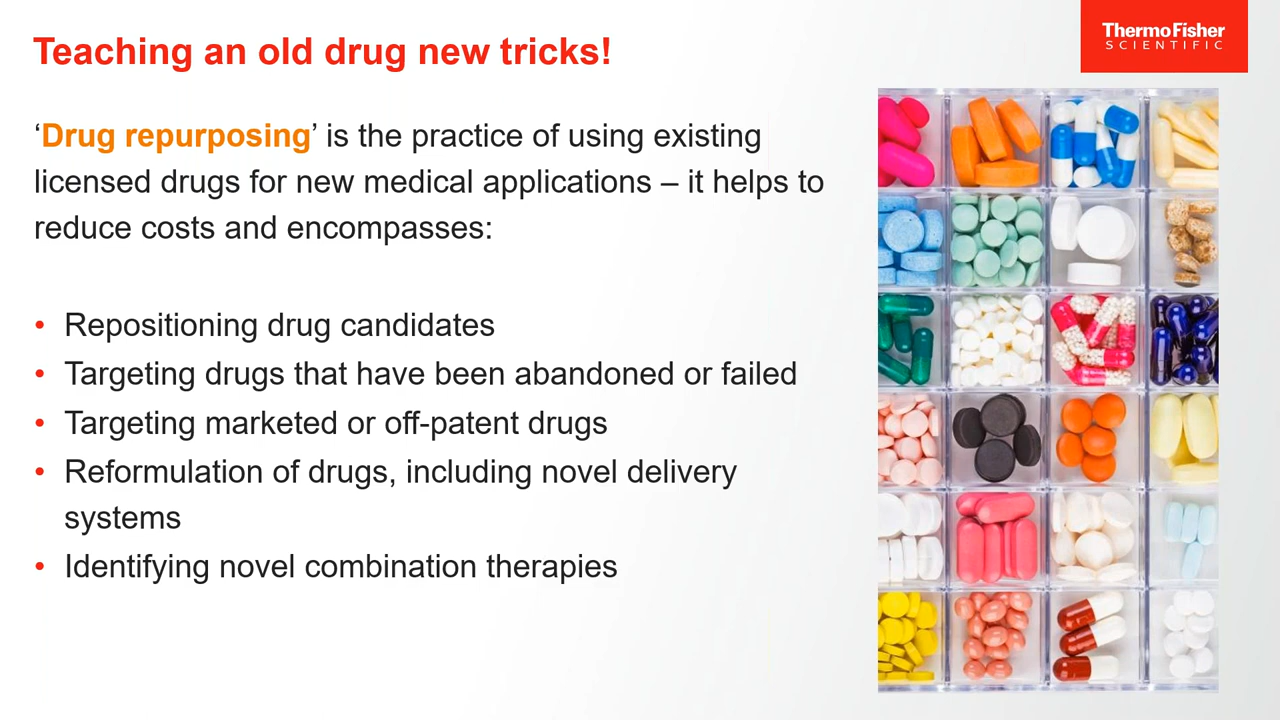 Teaching an old drug new tricks!
ThermoFisher
SCIENTIFIC
‘Drug repurposing’ is the practice of using existing
licensed drugs for new medical applications – it helps to
reduce costs and encompasses:
• Repositioning drug candidates
• Targeting drugs that have been abandoned or failed
• Targeting marketed or off-patent drugs
• Reformulation of drugs, including novel delivery
systems
• Identifying novel combination therapies